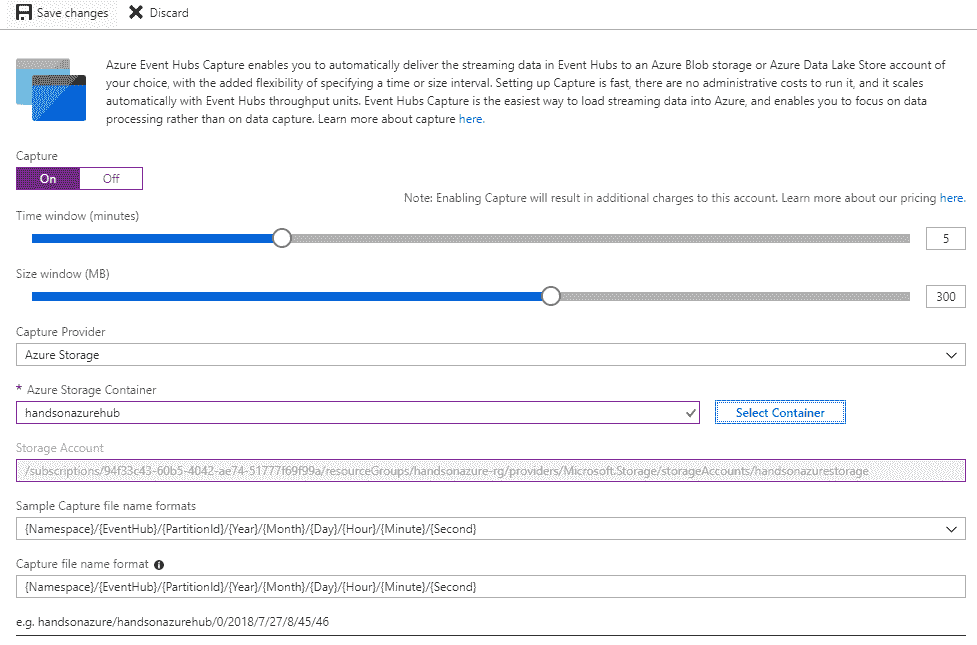 Save changes Discard
Azure Event Hubs Capture enables you to automatically deliver the streaming data in Event Hubs to an Azure Blob storage or Azure Data Lake Store account of
your choice, with the added flexibility of specifying a time or size interval. Setting up Capture is fast, there are no administrative costs to run it, and it scales
automatically with Event Hubs throughput units. Event Hubs Capture is the easiest way to load streaming data into Azure, and enables you to focus on data
processing rather than on data capture. Learn more about capture here.
Capture
On Off
Note: Enabling Capture will result in additional charges to this account. Learn more about our pricing here.
Time window (minutes)
5
Size window (MB)
300
Capture Provider
Azure Storage
* Azure Storage Container
handsonazurehub Select Container
Storage Account
/subscriptions/94f33c43-60b5-4042-ae74-51777f69f99a/resourceGroups/handsonazure-rg/providers/Microsoft.Storage/storageAccounts/handsonazurestorage
Sample Capture file name formats
{Namespace}/{EventHub}/{PartitionId}/{Year}/{Month}/{Day}/{Hour}/{Minute}/{Second}
Capture file name format
{Namespace}/{EventHub}/{PartitionId}/{Year}/{Month}/{Day}/{Hour}/{Minute}/{Second}
e.g. handsonazure/handsonazurehub/0/2018/7/27/8/45/46